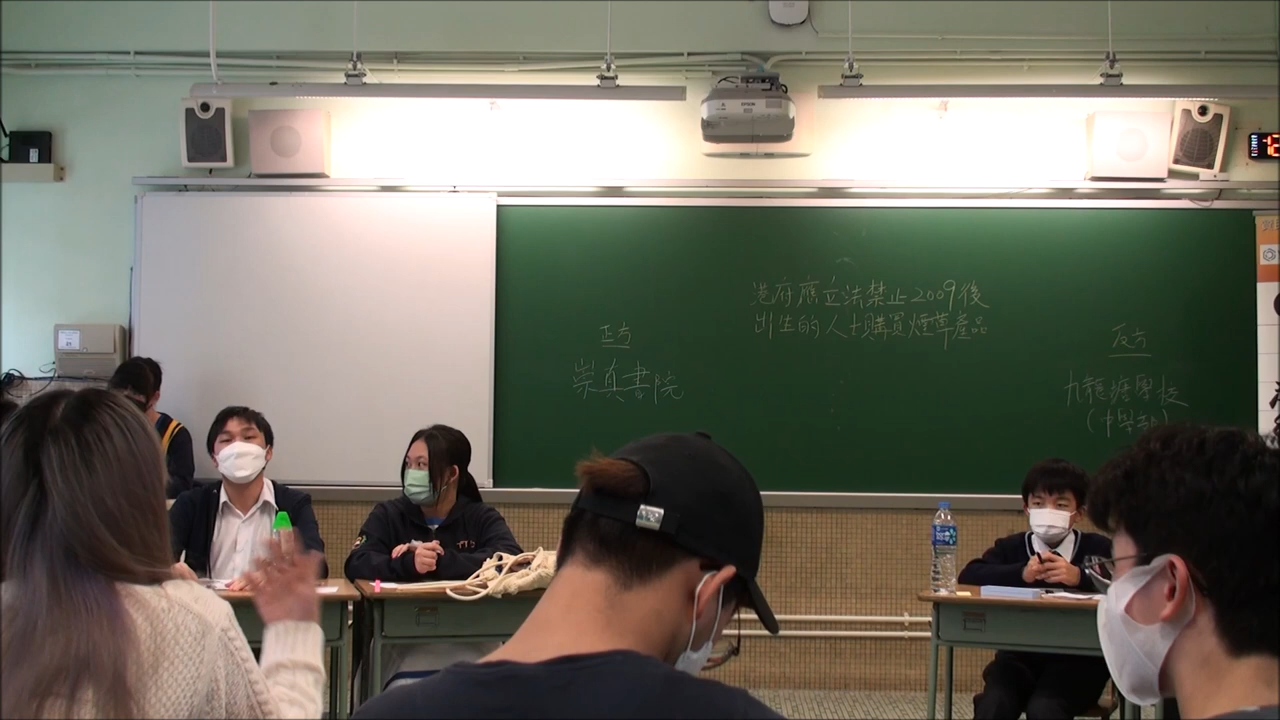 EPSON
港府應立法禁止2009後
出生的人士購買煙草產品
正方
崇真書院
反方
九龍塘學校
(中學部)